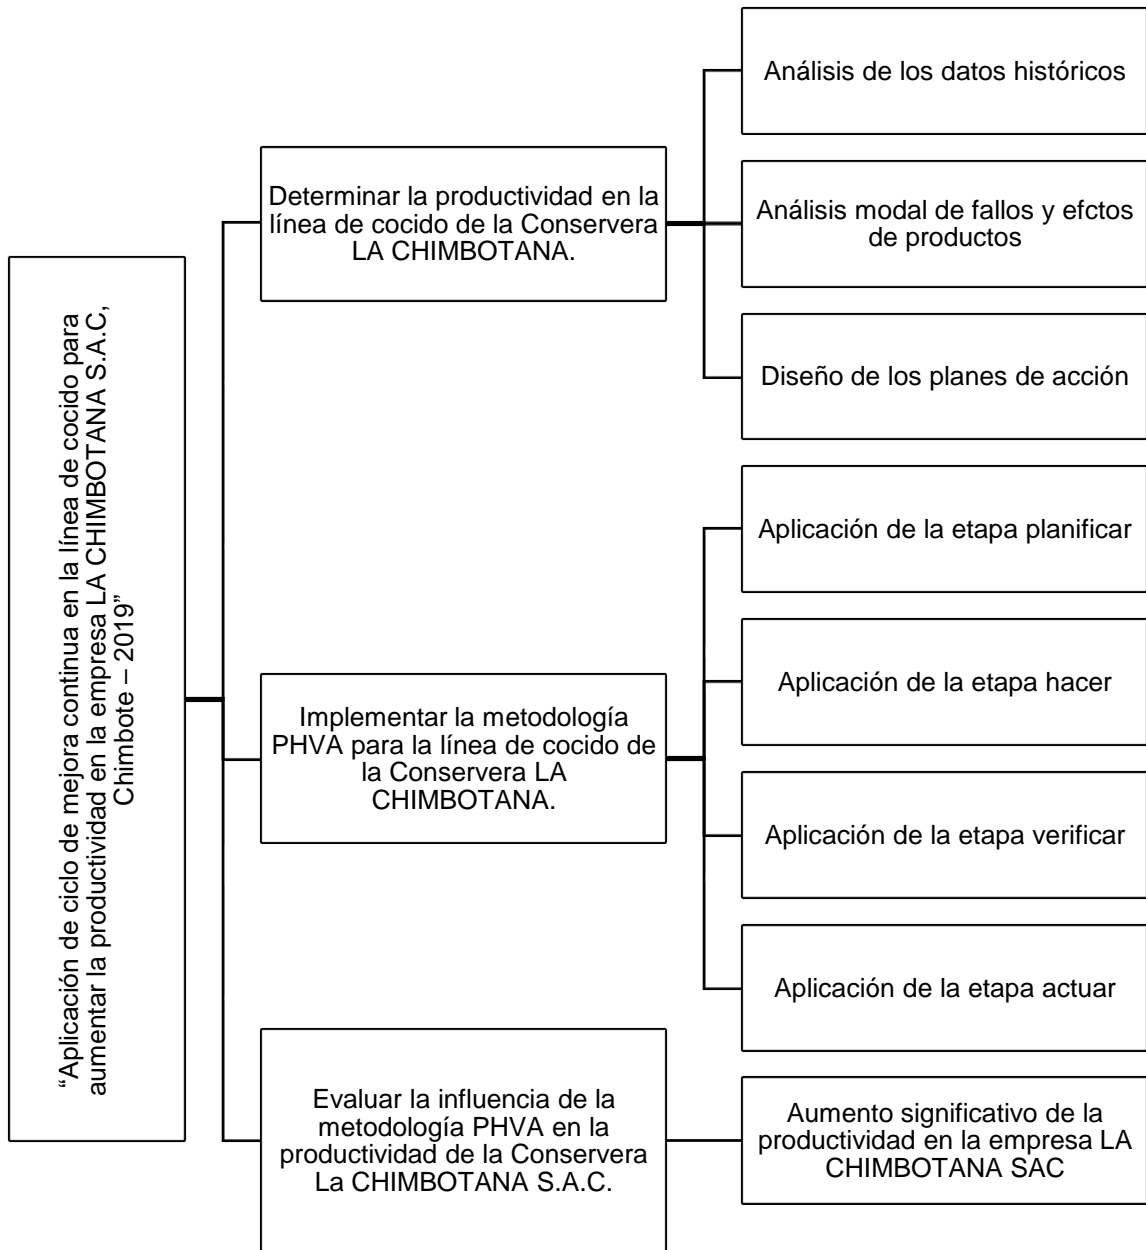 “Aplicación de ciclo de mejora continua en la línea de cocido para
aumentar la productividad en la empresa LA CHIMBOTANA S.A.C,
Chimbote – 2019”
Determinar la productividad en la
línea de cocido de la Conservera
LA CHIMBOTANA.
Análisis de los datos históricos
Análisis modal de fallos y efctos
de productos
Diseño de los planes de acción
Implementar la metodología
PHVA para la línea de cocido de
la Conservera LA
CHIMBOTANA.
Aplicación de la etapa planificar
Aplicación de la etapa hacer
Aplicación de la etapa verificar
Aplicación de la etapa actuar
Evaluar la influencia de la
metodología PHVA en la
productividad de la Conservera
La CHIMBOTANA S.A.C.
Aumento significativo de la
productividad en la empresa LA
CHIMBOTANA SAC